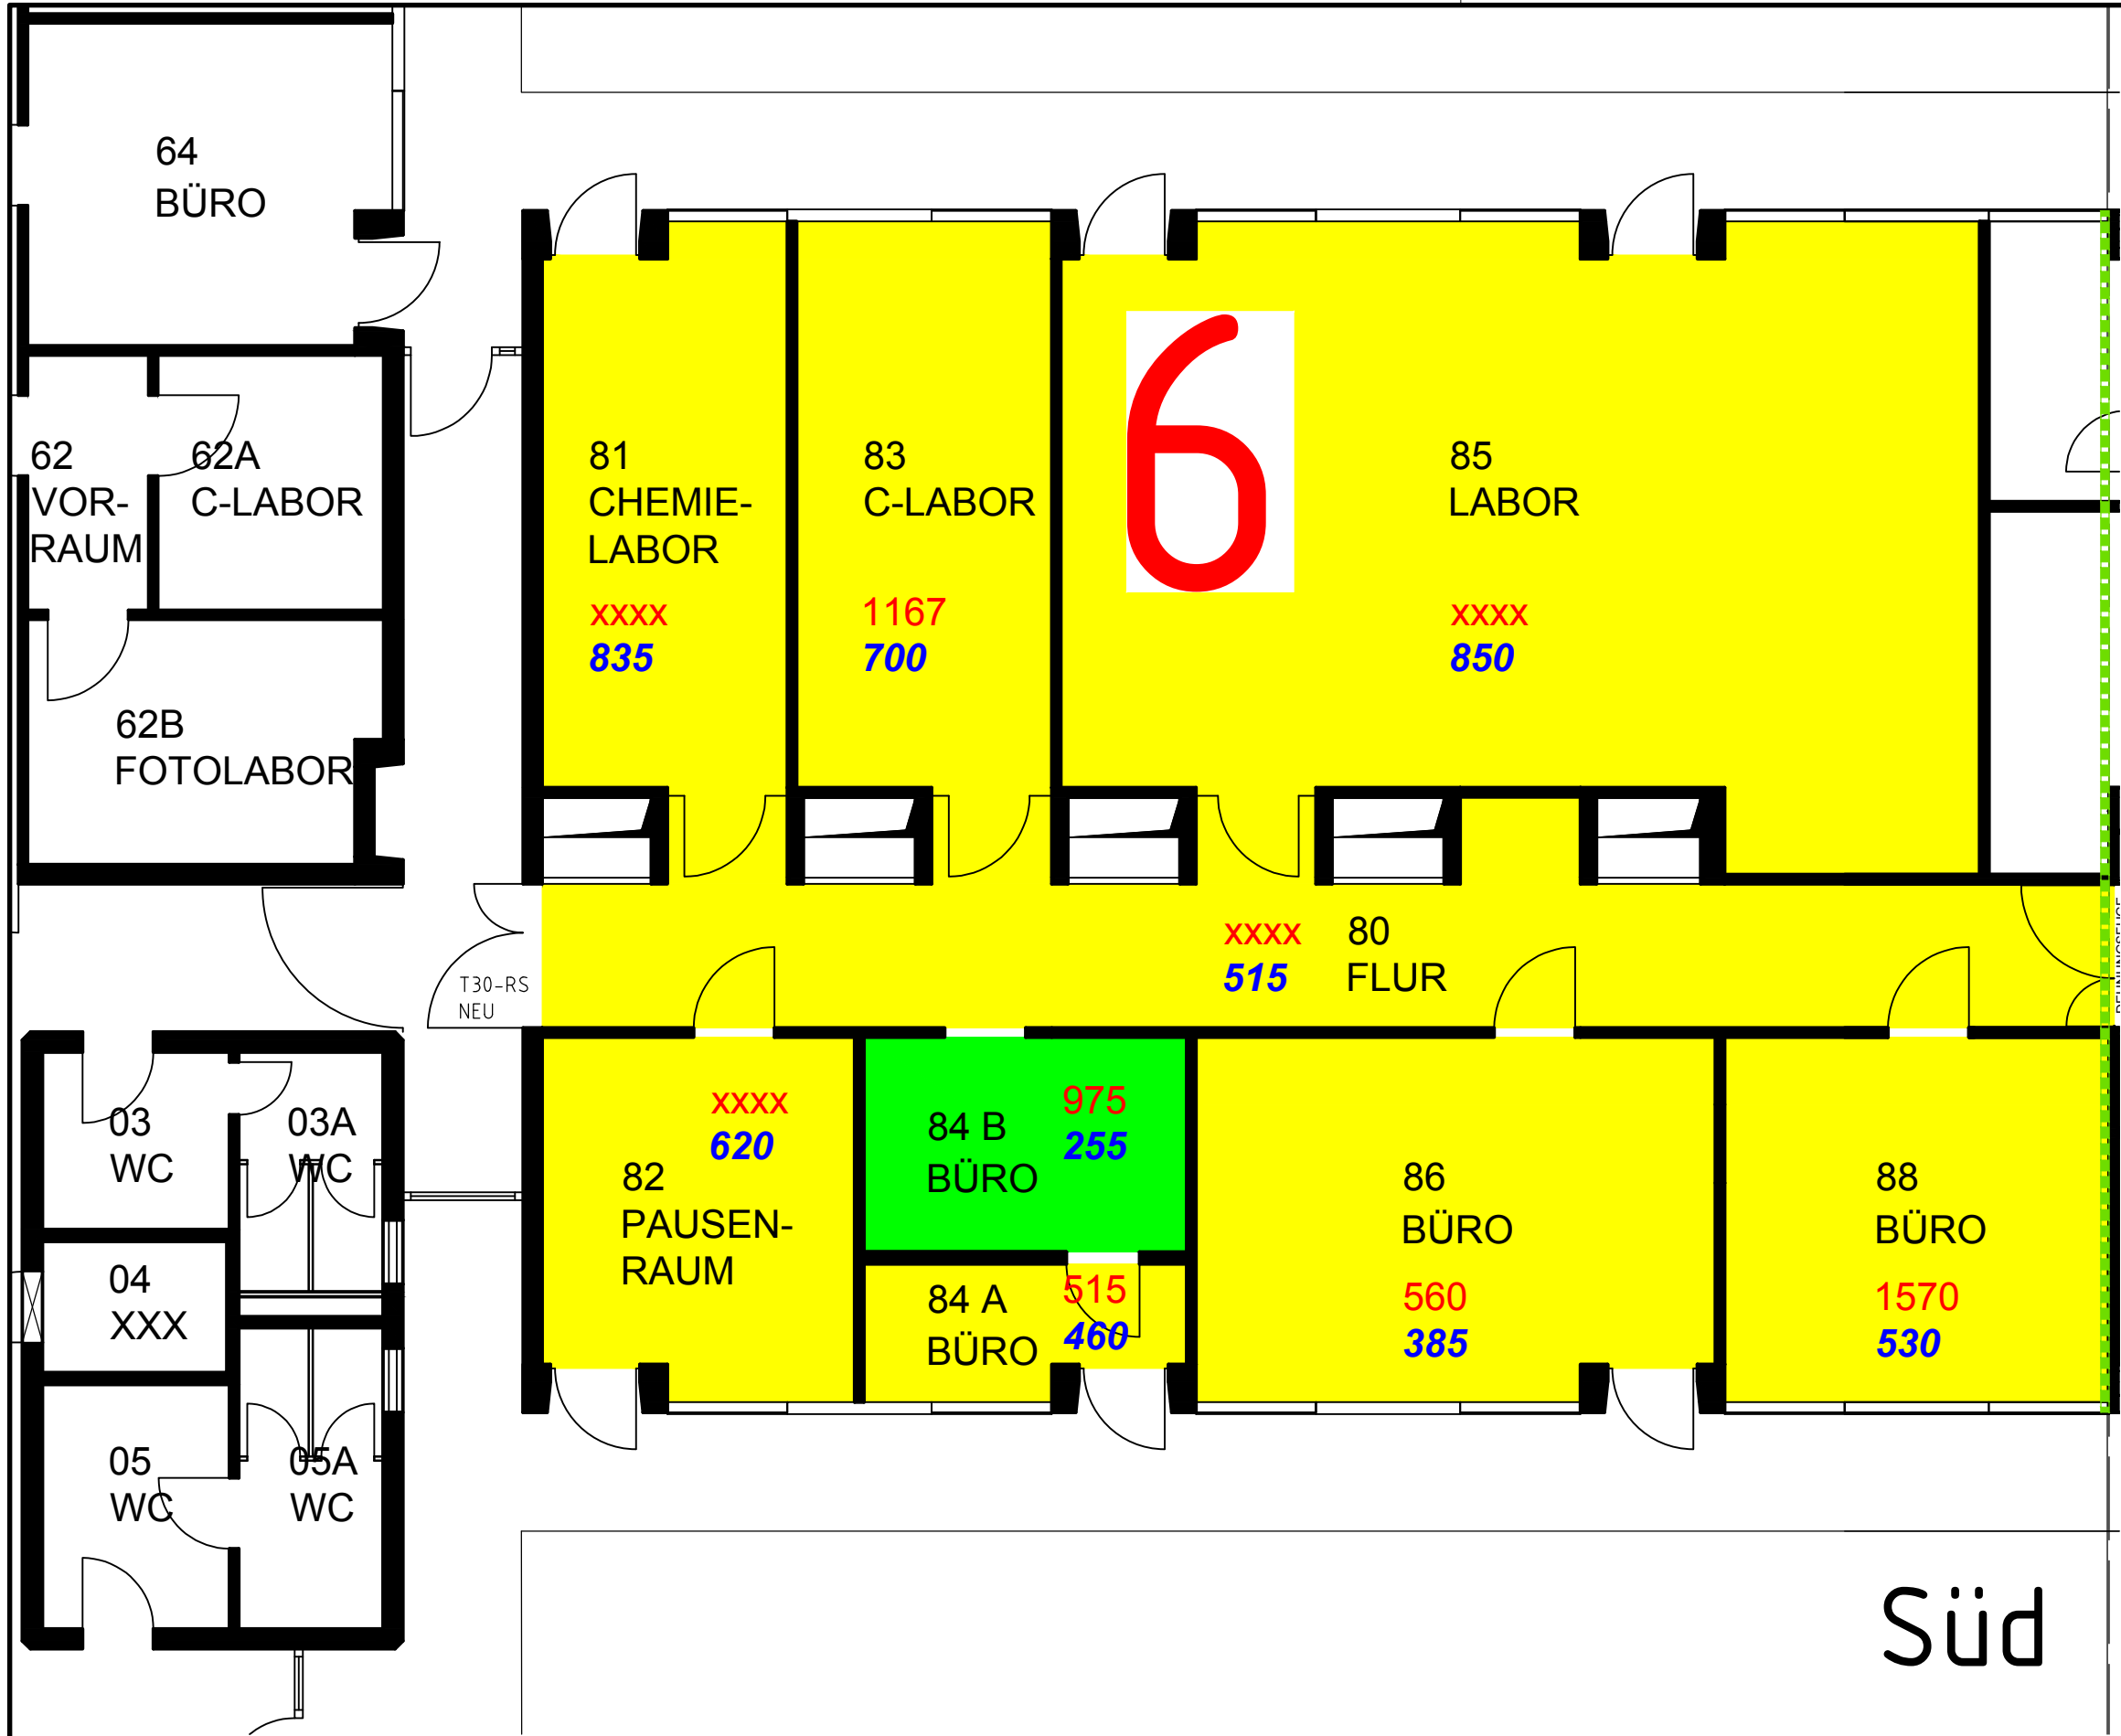 64
BÜRO
62
VOR-
RAUM
62A
C-LABOR
62B
FOTOLABOR
81
CHEMIE-
LABOR
xxxx
835
83
C-LABOR
1167
700
6
85
LABOR
xxxx
850
T30-RS
NEU
xxxx
515
80
FLUR
03
WC
03A
WC
04
XXX
05
WC
05A
WC
xxxx
620
82
PAUSEN-
RAUM
84 B
BÜRO
975
255
84 A
BÜRO
515
460
86
BÜRO
560
385
88
BÜRO
1570
530
Süd